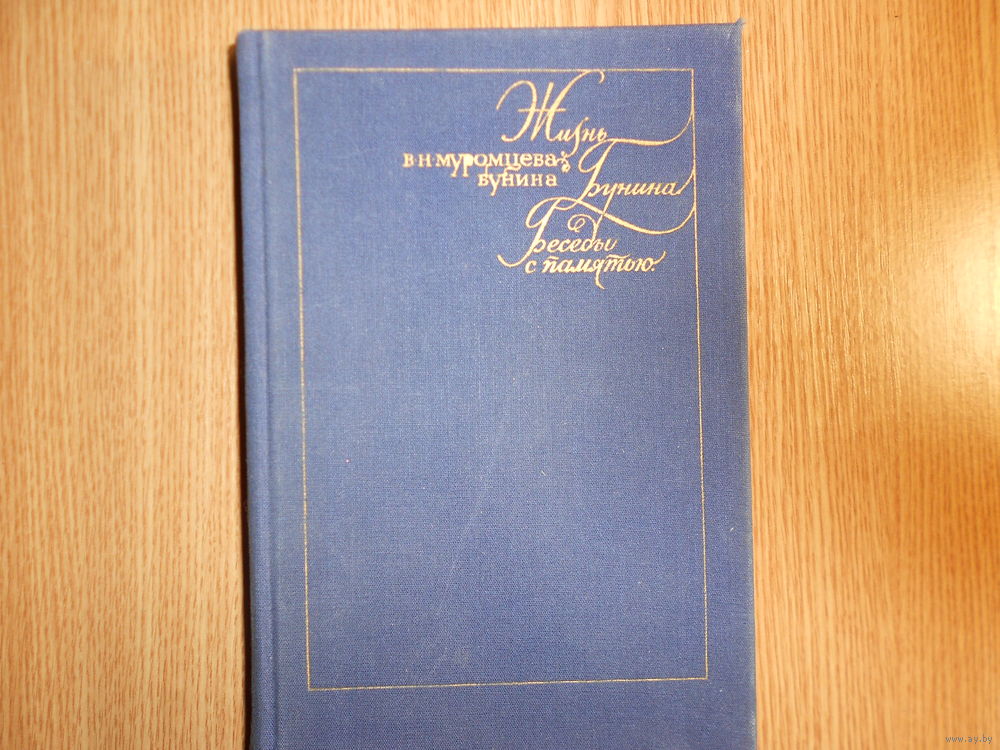 Жизнь
В·Н·МУРОМЦЕВА-
БУНИНА
Бунина
Беседы
с памятью.
www.ay.by